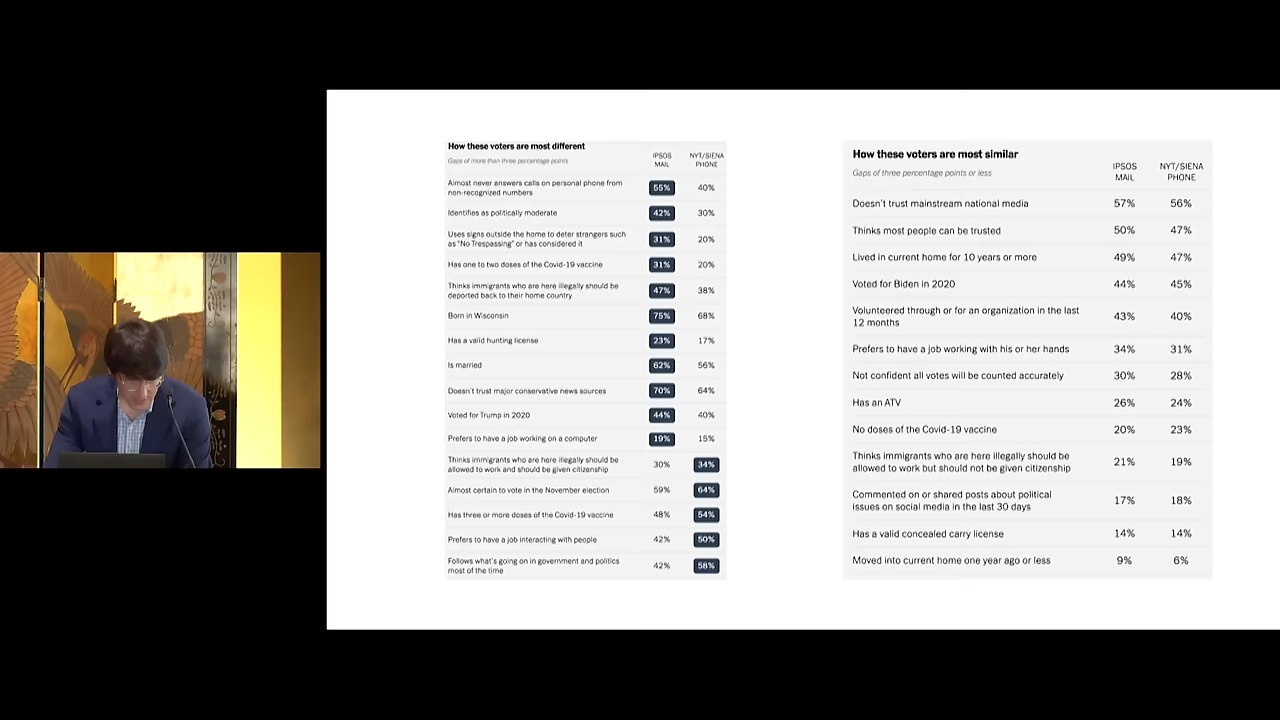 How these voters are most different
Gaps of more than three percentage points
IPSOS
MAIL
NYT/SIENA
PHONE
Almost never answers calls on personal phone from
non-recognized numbers
55% 40%
Identifies as politically moderate 42% 30%
Uses signs outside the home to deter strangers such
as "No Trespassing" or has considered it
31% 20%
Has one to two doses of the Covid-19 vaccine 31% 20%
Thinks immigrants who are here illegally should be
deported back to their home country
47% 38%
Born in Wisconsin 75% 68%
Has a valid hunting license 23% 17%
Is married 62% 56%
Doesn't trust major conservative news sources 70% 64%
Voted for Trump in 2020 44% 40%
Prefers to have a job working on a computer 19% 15%
Thinks immigrants who are here illegally should be
allowed to work and should be given citizenship
30% 34%
Almost certain to vote in the November election 59% 64%
Has three or more doses of the Covid-19 vaccine 48% 54%
Prefers to have a job interacting with people 42% 50%
Follows what's going on in government and politics
most of the time
42% 58%
How these voters are most similar
Gaps of three percentage points or less
IPSOS
MAIL
NYT/SIENA
PHONE
Doesn't trust mainstream national media 57% 56%
Thinks most people can be trusted 50% 47%
Lived in current home for 10 years or more 49% 47%
Voted for Biden in 2020 44% 45%
Volunteered through or for an organization in the last
12 months
43% 40%
Prefers to have a job working with his or her hands 34% 31%
Not confident all votes will be counted accurately 30% 28%
Has an ATV 26% 24%
No doses of the Covid-19 vaccine 20% 23%
Thinks immigrants who are here illegally should be
allowed to work but should not be given citizenship
21% 19%
Commented on or shared posts about political
issues on social media in the last 30 days
17% 18%
Has a valid concealed carry license 14% 14%
Moved into current home one year ago or less 9% 6%